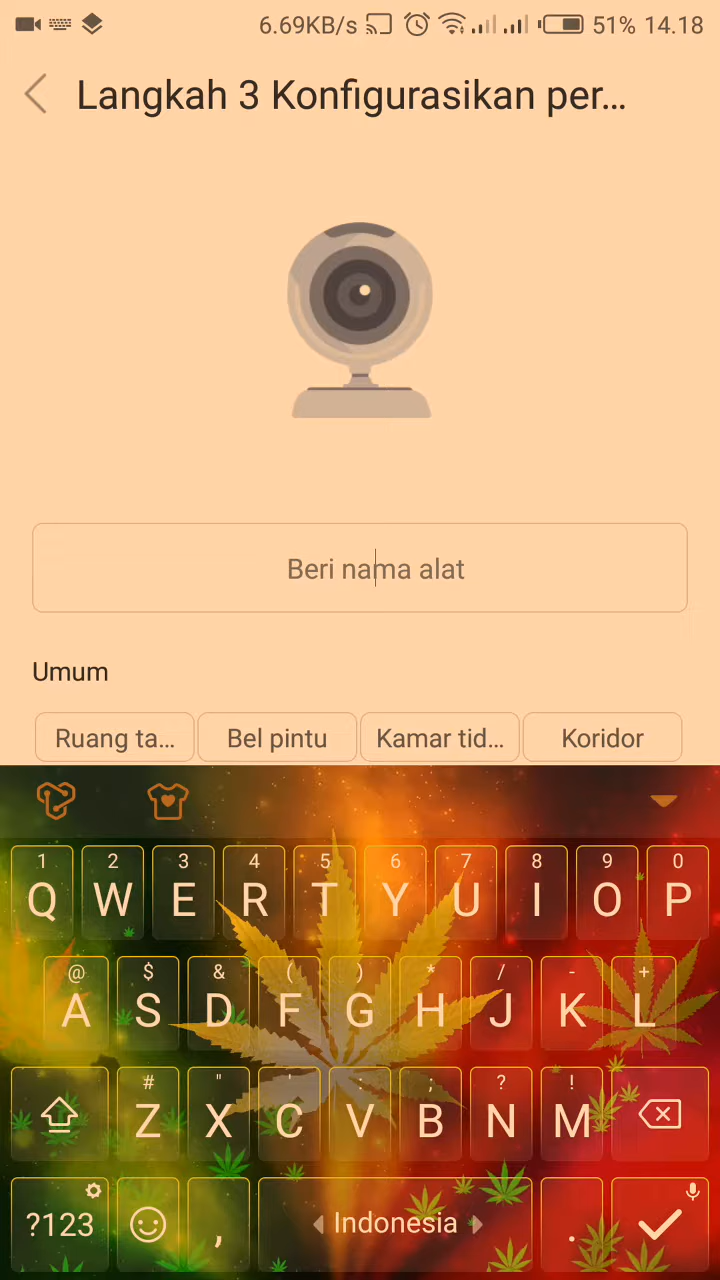 6.69KB/s 51% 14.18
Langkah 3 Konfigurasikan per...
Beri nama alat
Umum
Ruang ta... Bel pintu Kamar tid... Koridor
1 2 3 4 5 6 7 8 9 0
Q W E R T Y U I O P
@ $ & ( ) * / - +
A S D F G H J K L
# " ' : ; ? !
Z X C V B N M
?123 , Indonesia .